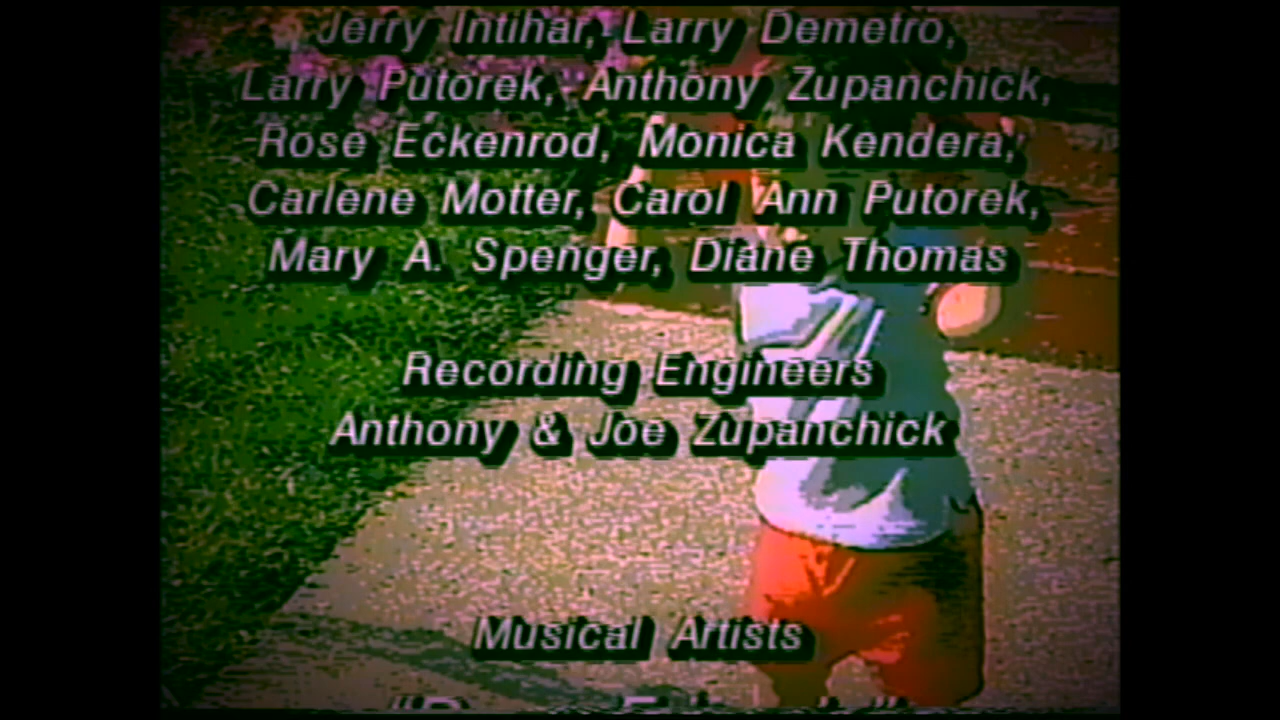 Jerry Intihar, Larry Demetro,
Larry Putorek, Anthony Zupanchick,
Rose Eckenrod, Monica Kendera,
Carlene Motter, Carol Ann Putorek,
Mary A. Spenger, Diane Thomas
Recording Engineers
Anthony & Joe Zupanchick
Musical Artists